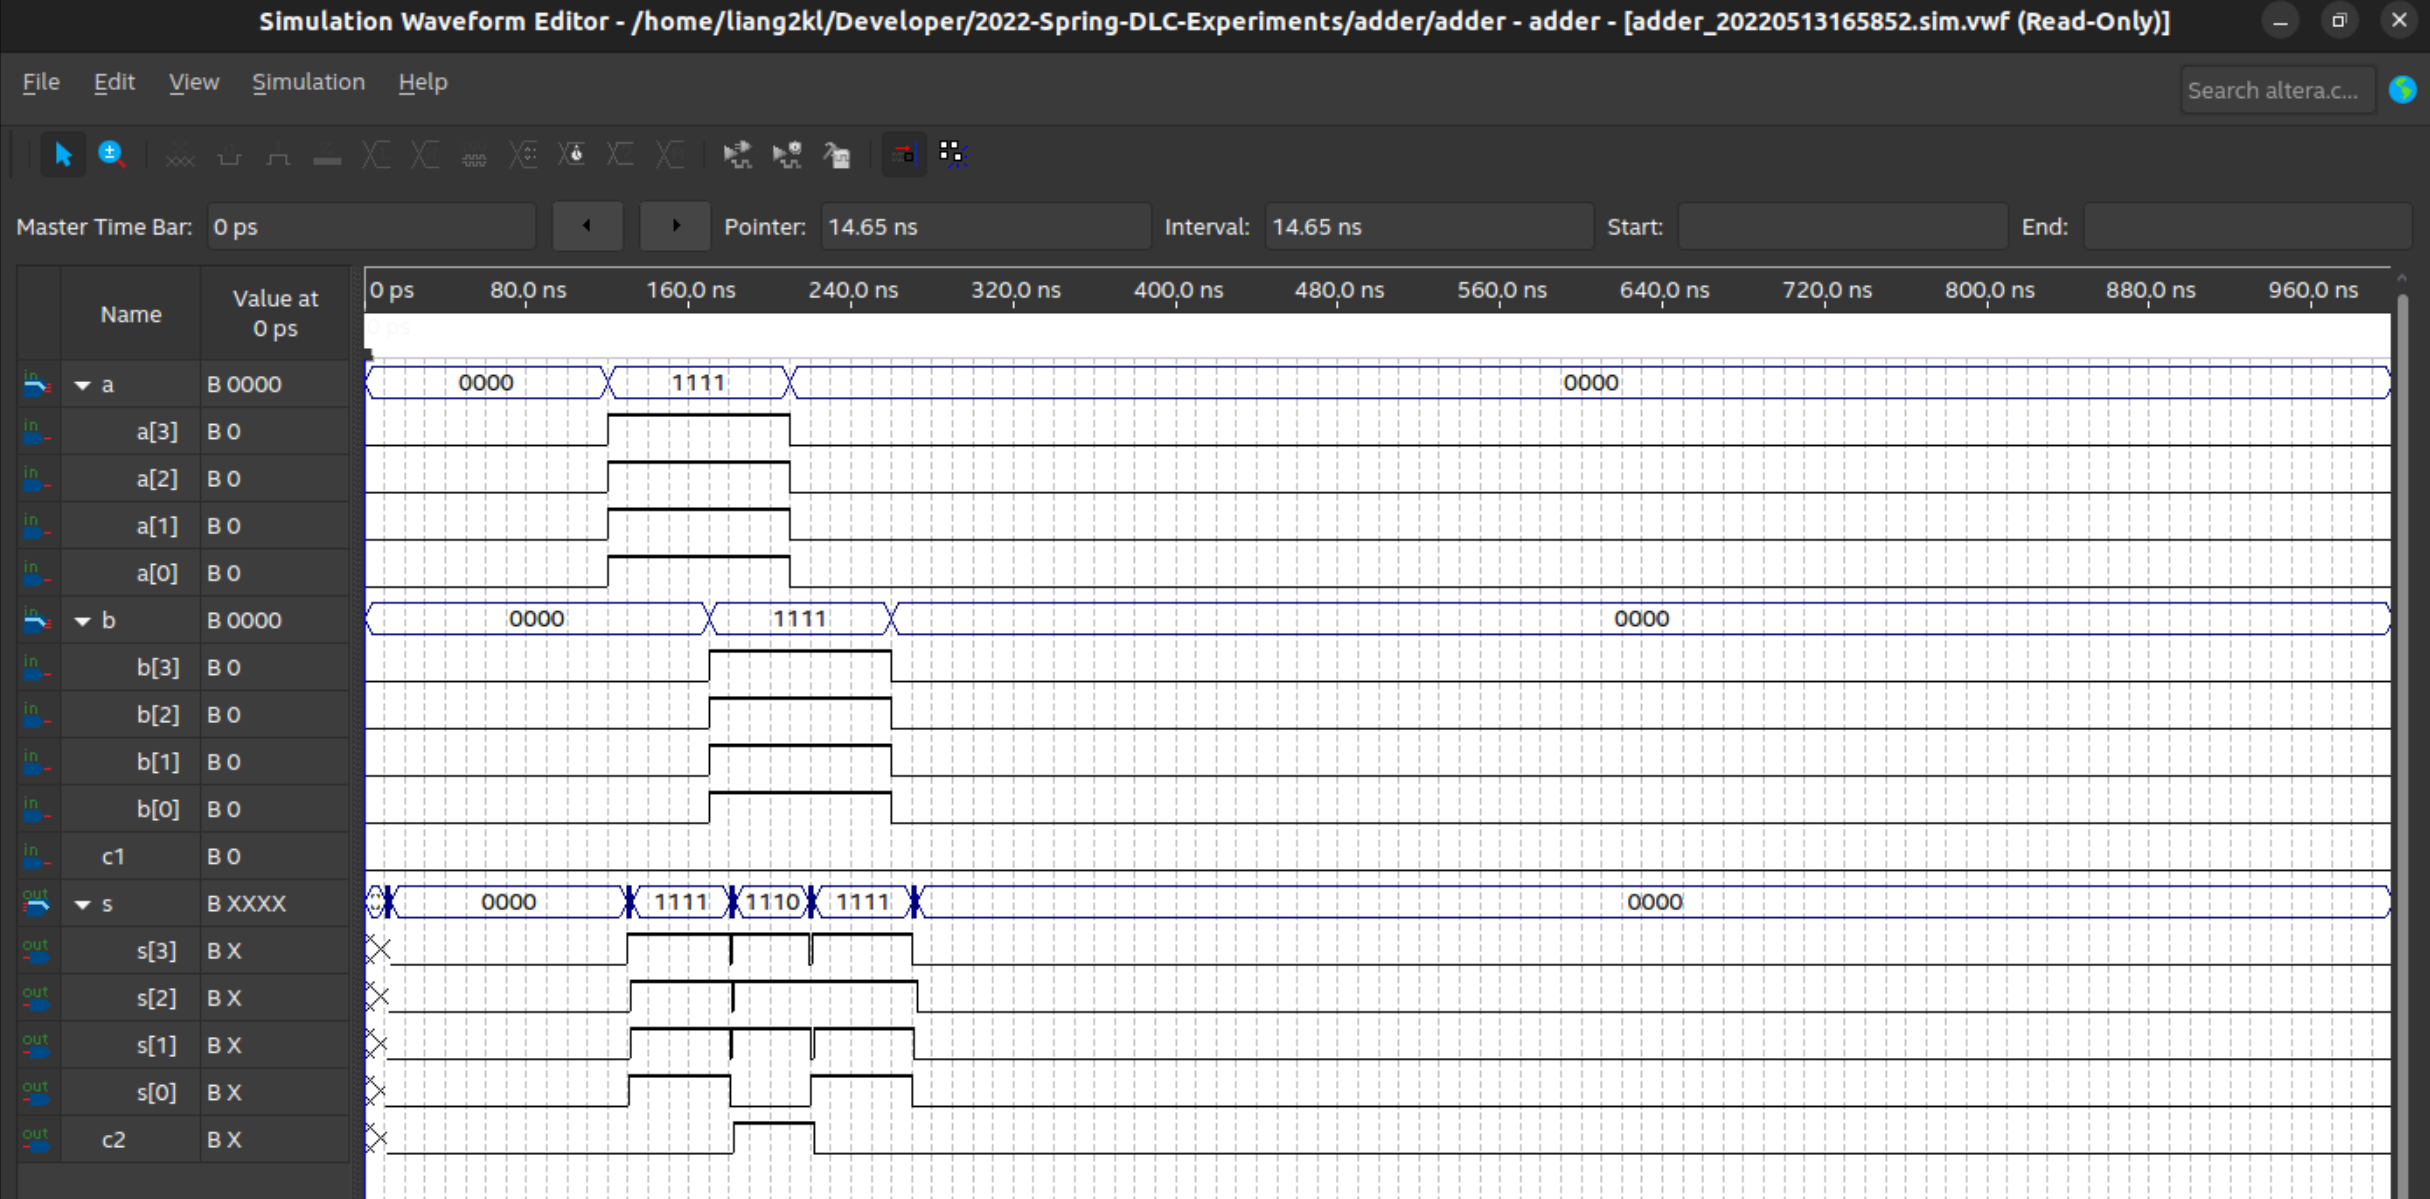 Simulation Waveform Editor - /home/liang2kl/Developer/2022-Spring-DLC-Experiments/adder/adder - adder - [adder_20220513165852.sim.vwf (Read-Only)]
File Edit View Simulation Help Search altera.c...
Master Time Bar: 0 ps Pointer: 14.65 ns Interval: 14.65 ns Start: End:
Name Value at 0 ps
0 ps 80.0 ns 160.0 ns 240.0 ns 320.0 ns 400.0 ns 480.0 ns 560.0 ns 640.0 ns 720.0 ns 800.0 ns 880.0 ns 960.0 ns
0 ps
in a B 0000 0000 1111 0000
in a[3] B 0
in a[2] B 0
in a[1] B 0
in a[0] B 0
in b B 0000 0000 1111 0000
in b[3] B 0
in b[2] B 0
in b[1] B 0
in b[0] B 0
in c1 B 0
out s B XXXX 0000 1111 1110 1111 0000
out s[3] B X
out s[2] B X
out s[1] B X
out s[0] B X
out c2 B X